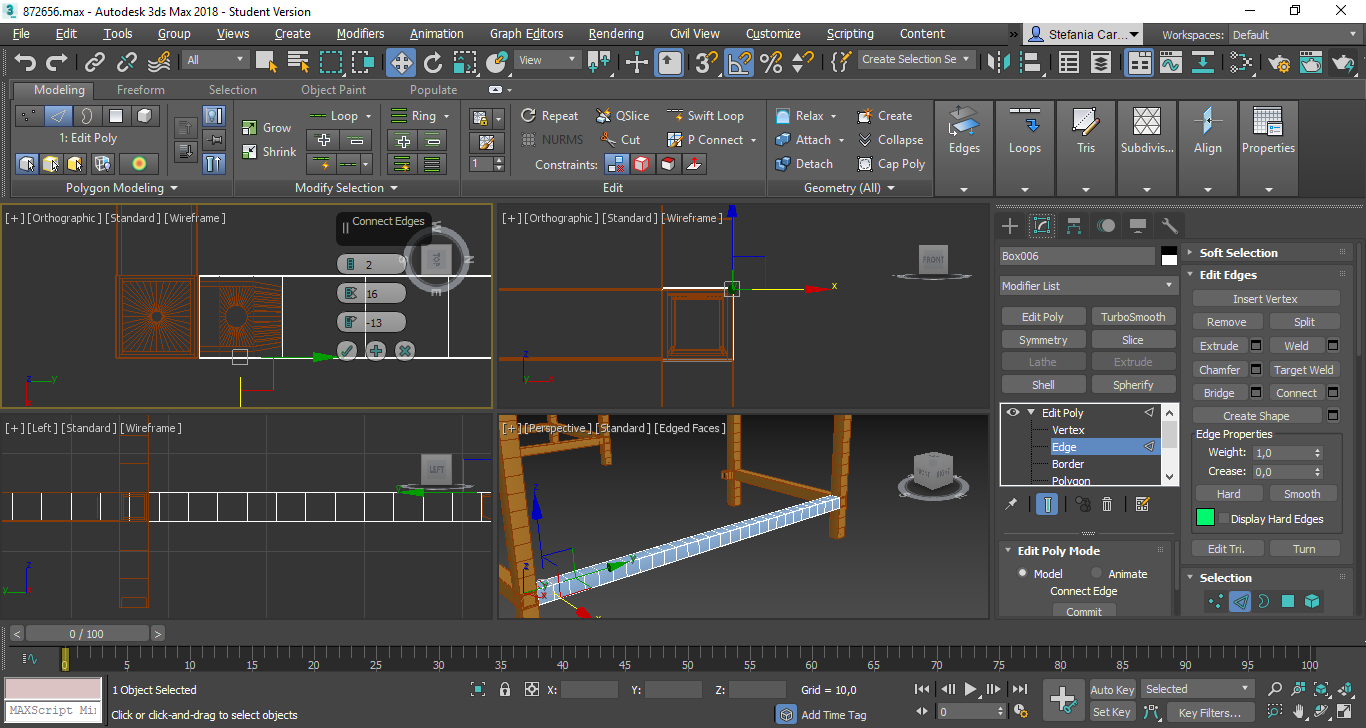 872656.max - Autodesk 3ds Max 2018 - Student Version
File Edit Tools Group Views Create Modifiers Animation Graph Editors Rendering Civil View Customize Scripting Content » Stefania Car... Workspaces: Default
All View Create Selection Se
Modeling Freeform Selection Object Paint Populate
1: Edit Poly
Grow
Shrink
Loop Ring
1
Repeat QSlice Swift Loop
NURMS Cut P Connect
Constraints:
Relax Create
Attach Collapse
Detach Cap Poly
Edges Loops Tris Subdivis... Align Properties
Polygon Modeling Modify Selection Edit Geometry (All)
[+] [Orthographic] [Standard] [Wireframe]
Connect Edges
2
16
-13
TOP
W
N
E
S
[+] [Orthographic] [Standard] [Wireframe]
FRONT
x
z
y
[+] [Left] [Standard] [Wireframe]
LEFT
z
y
[+] [Perspective] [Standard] [Edged Faces]
RIGHT
z
y
x
Box006
Modifier List
Edit Poly TurboSmooth
Symmetry Slice
Lathe Extrude
Shell Spherify
Edit Poly
Vertex
Edge
Border
Polygon
Edit Poly Mode
Model Animate
Connect Edge
Commit
Soft Selection
Edit Edges
Insert Vertex
Remove Split
Extrude Weld
Chamfer Target Weld
Bridge Connect
Create Shape
Edge Properties
Weight: 1,0
Crease: 0,0
Hard Smooth
Display Hard Edges
Edit Tri. Turn
Selection
< 0 / 100 >
0 5 10 15 20 25 30 35 40 45 50 55 60 65 70 75 80 85 90 95 100
MAXScript Mi
1 Object Selected
Click or click-and-drag to select objects
X: Y: Z: Grid = 10,0
Add Time Tag
0
Auto Key Selected
Set Key Key Filters...